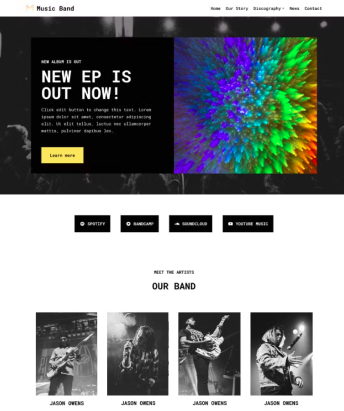 Music Band
Home Our Story Discography News Contact
NEW ALBUM IS OUT
NEW EP IS
OUT NOW!
Click edit button to change this text. Lorem
ipsum dolor sit amet, consectetur adipiscing
elit. Ut elit tellus, luctus nec ullamcorper
mattis, pulvinar dapibus leo.
Learn more
SPOTIFY BANDCAMP SOUNDCLOUD YOUTUBE MUSIC
MEET THE ARTISTS
OUR BAND
JASON OWENS JASON OWENS JASON OWENS JASON OWENS